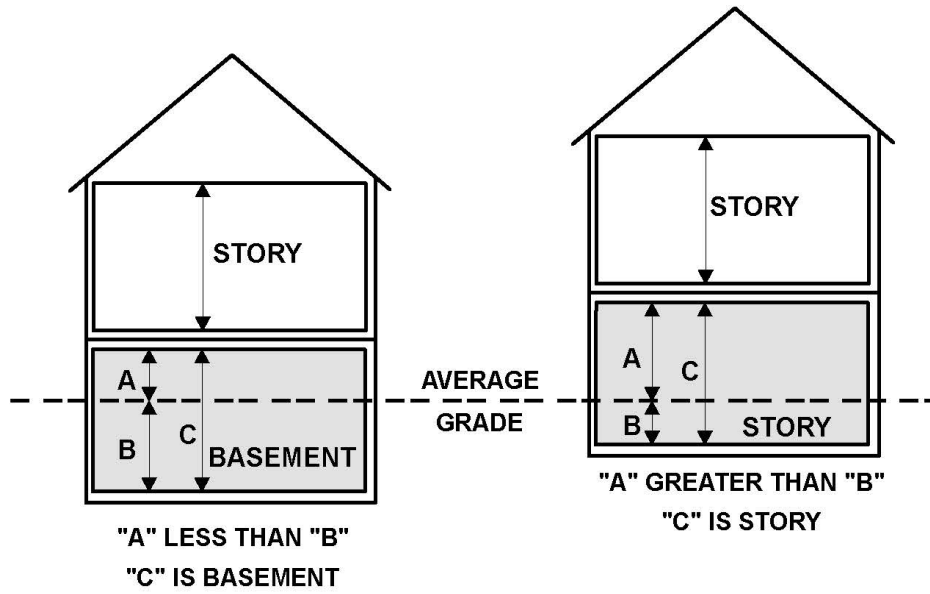 STORY
A
C
B
BASEMENT
"A" LESS THAN "B"
"C" IS BASEMENT
AVERAGE
GRADE
STORY
A
C
B
STORY
"A" GREATER THAN "B"
"C" IS STORY